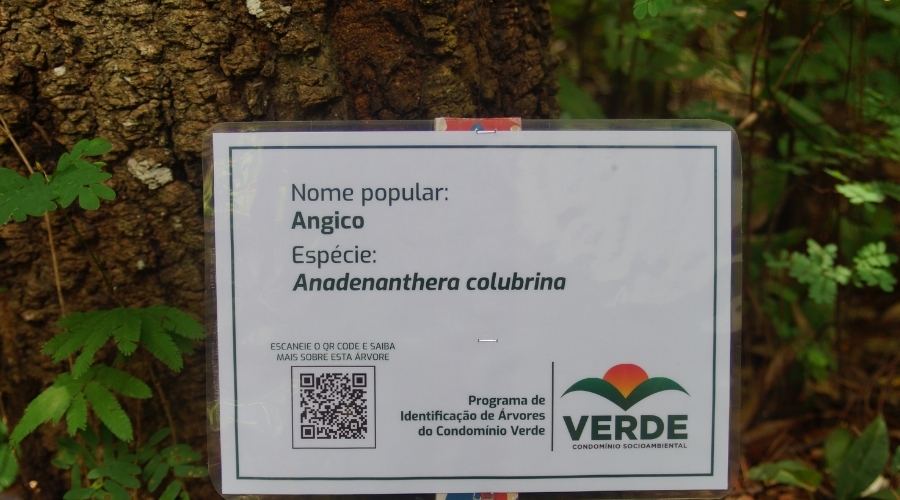 Nome popular:
Angico
Espécie:
Anadenanthera colubrina
ESCANEIE O QR CODE E SAIBA
MAIS SOBRE ESTA ÁRVORE
Programa de
Identificação de Árvores
do Condomínio Verde
VERDE
CONDOMÍNIO SOCIOAMBIENTAL